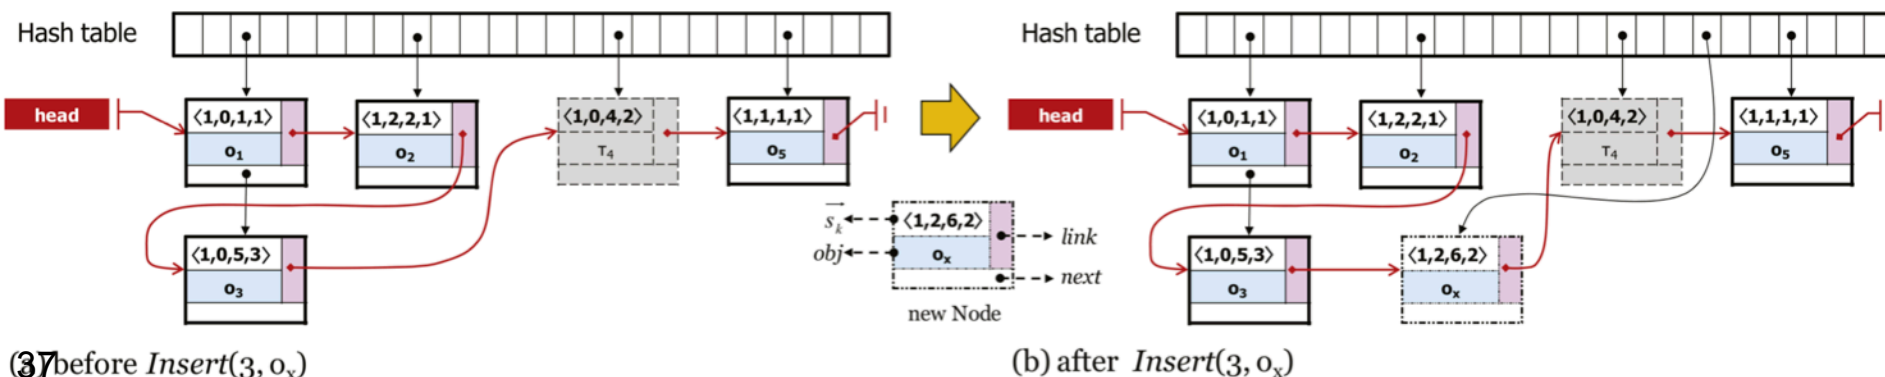 Hash table
head
⟨1,0,1,1⟩
o₁
⟨1,2,2,1⟩
o₂
⟨1,0,4,2⟩
T₄
⟨1,1,1,1⟩
o₅
⟨1,0,5,3⟩
o₃
s⃗ₖ
⟨1,2,6,2⟩
obj
oₓ
link
next
new Node
37
before Insert(3, oₓ)
Hash table
head
⟨1,0,1,1⟩
o₁
⟨1,2,2,1⟩
o₂
⟨1,0,4,2⟩
T₄
⟨1,1,1,1⟩
o₅
⟨1,0,5,3⟩
o₃
⟨1,2,6,2⟩
oₓ
(b) after Insert(3, oₓ)